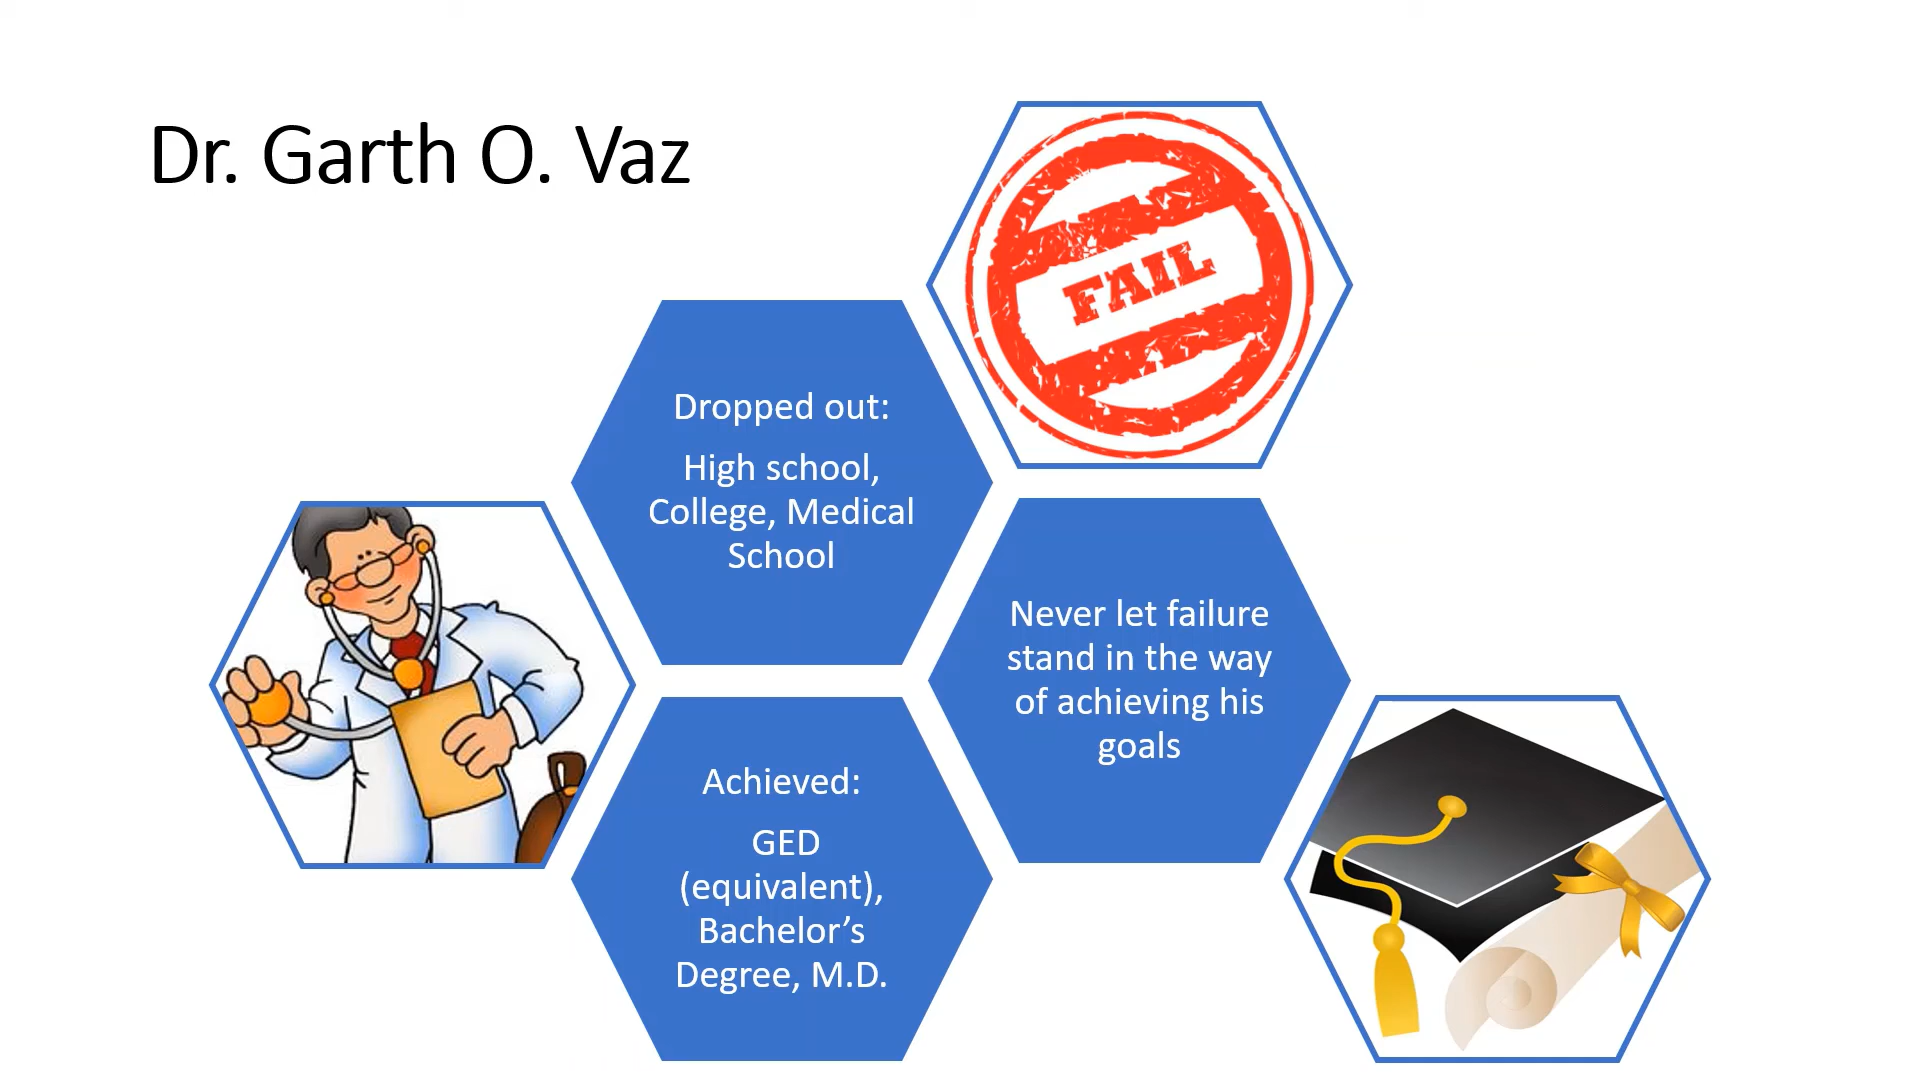 Dr. Garth O. Vaz
FAIL
Dropped out:
High school,
College, Medical
School
Never let failure
stand in the way
of achieving his
goals
Achieved:
GED
(equivalent),
Bachelor’s
Degree, M.D.